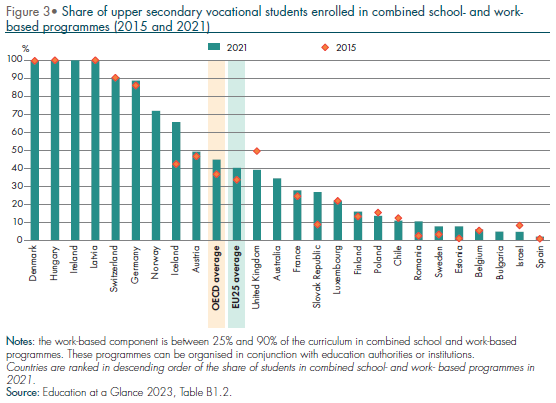 Figure 3• Share of upper secondary vocational students enrolled in combined school- and work-
based programmes (2015 and 2021)
%
2021
2015
100
90
80
70
60
50
40
30
20
10
0
Denmark
Hungary
Ireland
Latvia
Switzerland
Germany
Norway
Iceland
Austria
OECD average
EU25 average
United Kingdom
Australia
France
Slovak Republic
Luxembourg
Finland
Poland
Chile
Romania
Sweden
Estonia
Belgium
Bulgaria
Israel
Spain
Notes: the work-based component is between 25% and 90% of the curriculum in combined school and work-based
programmes. These programmes can be organised in conjunction with education authorities or institutions.
Countries are ranked in descending order of the share of students in combined school- and work- based programmes in
2021.
Source: Education at a Glance 2023, Table B1.2.